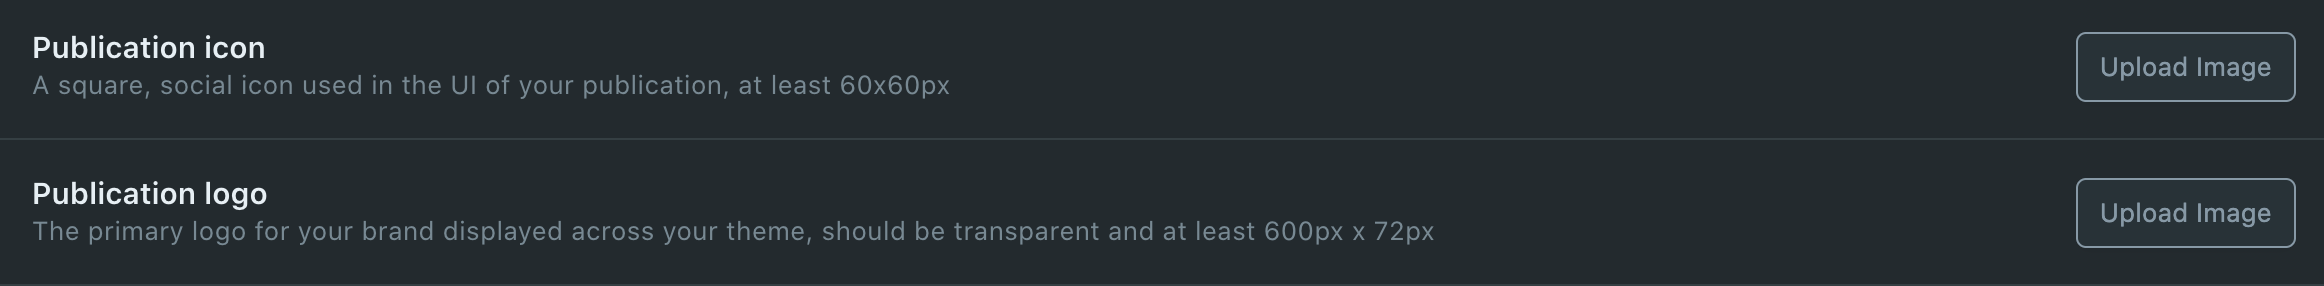 Publication icon
A square, social icon used in the UI of your publication, at least 60x60px
Upload Image
Publication logo
The primary logo for your brand displayed across your theme, should be transparent and at least 600px x 72px
Upload Image